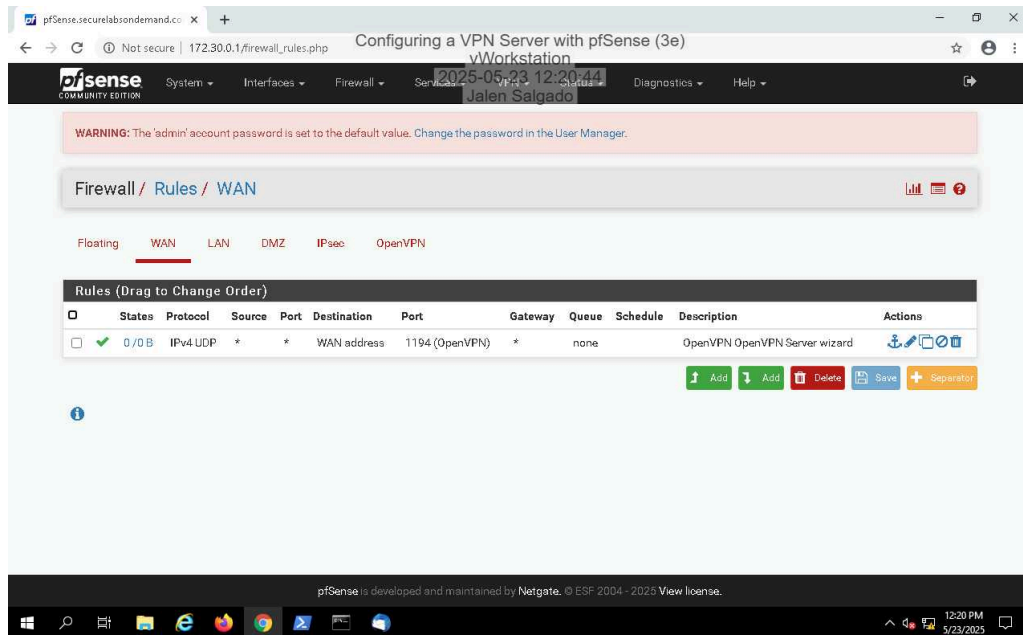 pfSense.securelabsondemand.co
Not secure | 172.30.0.1/firewall_rules.php
Configuring a VPN Server with pfSense (3e)
vWorkstation
2025-05-23 12:20:44
Jalen Salgado
pfsense
COMMUNITY EDITION
System Interfaces Firewall Services VPN Status Diagnostics Help
WARNING: The 'admin' account password is set to the default value. Change the password in the User Manager.
Firewall / Rules / WAN
Floating WAN LAN DMZ IPsec OpenVPN
Rules (Drag to Change Order)
States Protocol Source Port Destination Port Gateway Queue Schedule Description Actions
0 /0 B IPv4 UDP * * WAN address 1194 (OpenVPN) * none OpenVPN OpenVPN Server wizard
Add Add Delete Save Separator
pfSense is developed and maintained by Netgate. © ESF 2004 - 2025 View license.
12:20 PM
5/23/2025